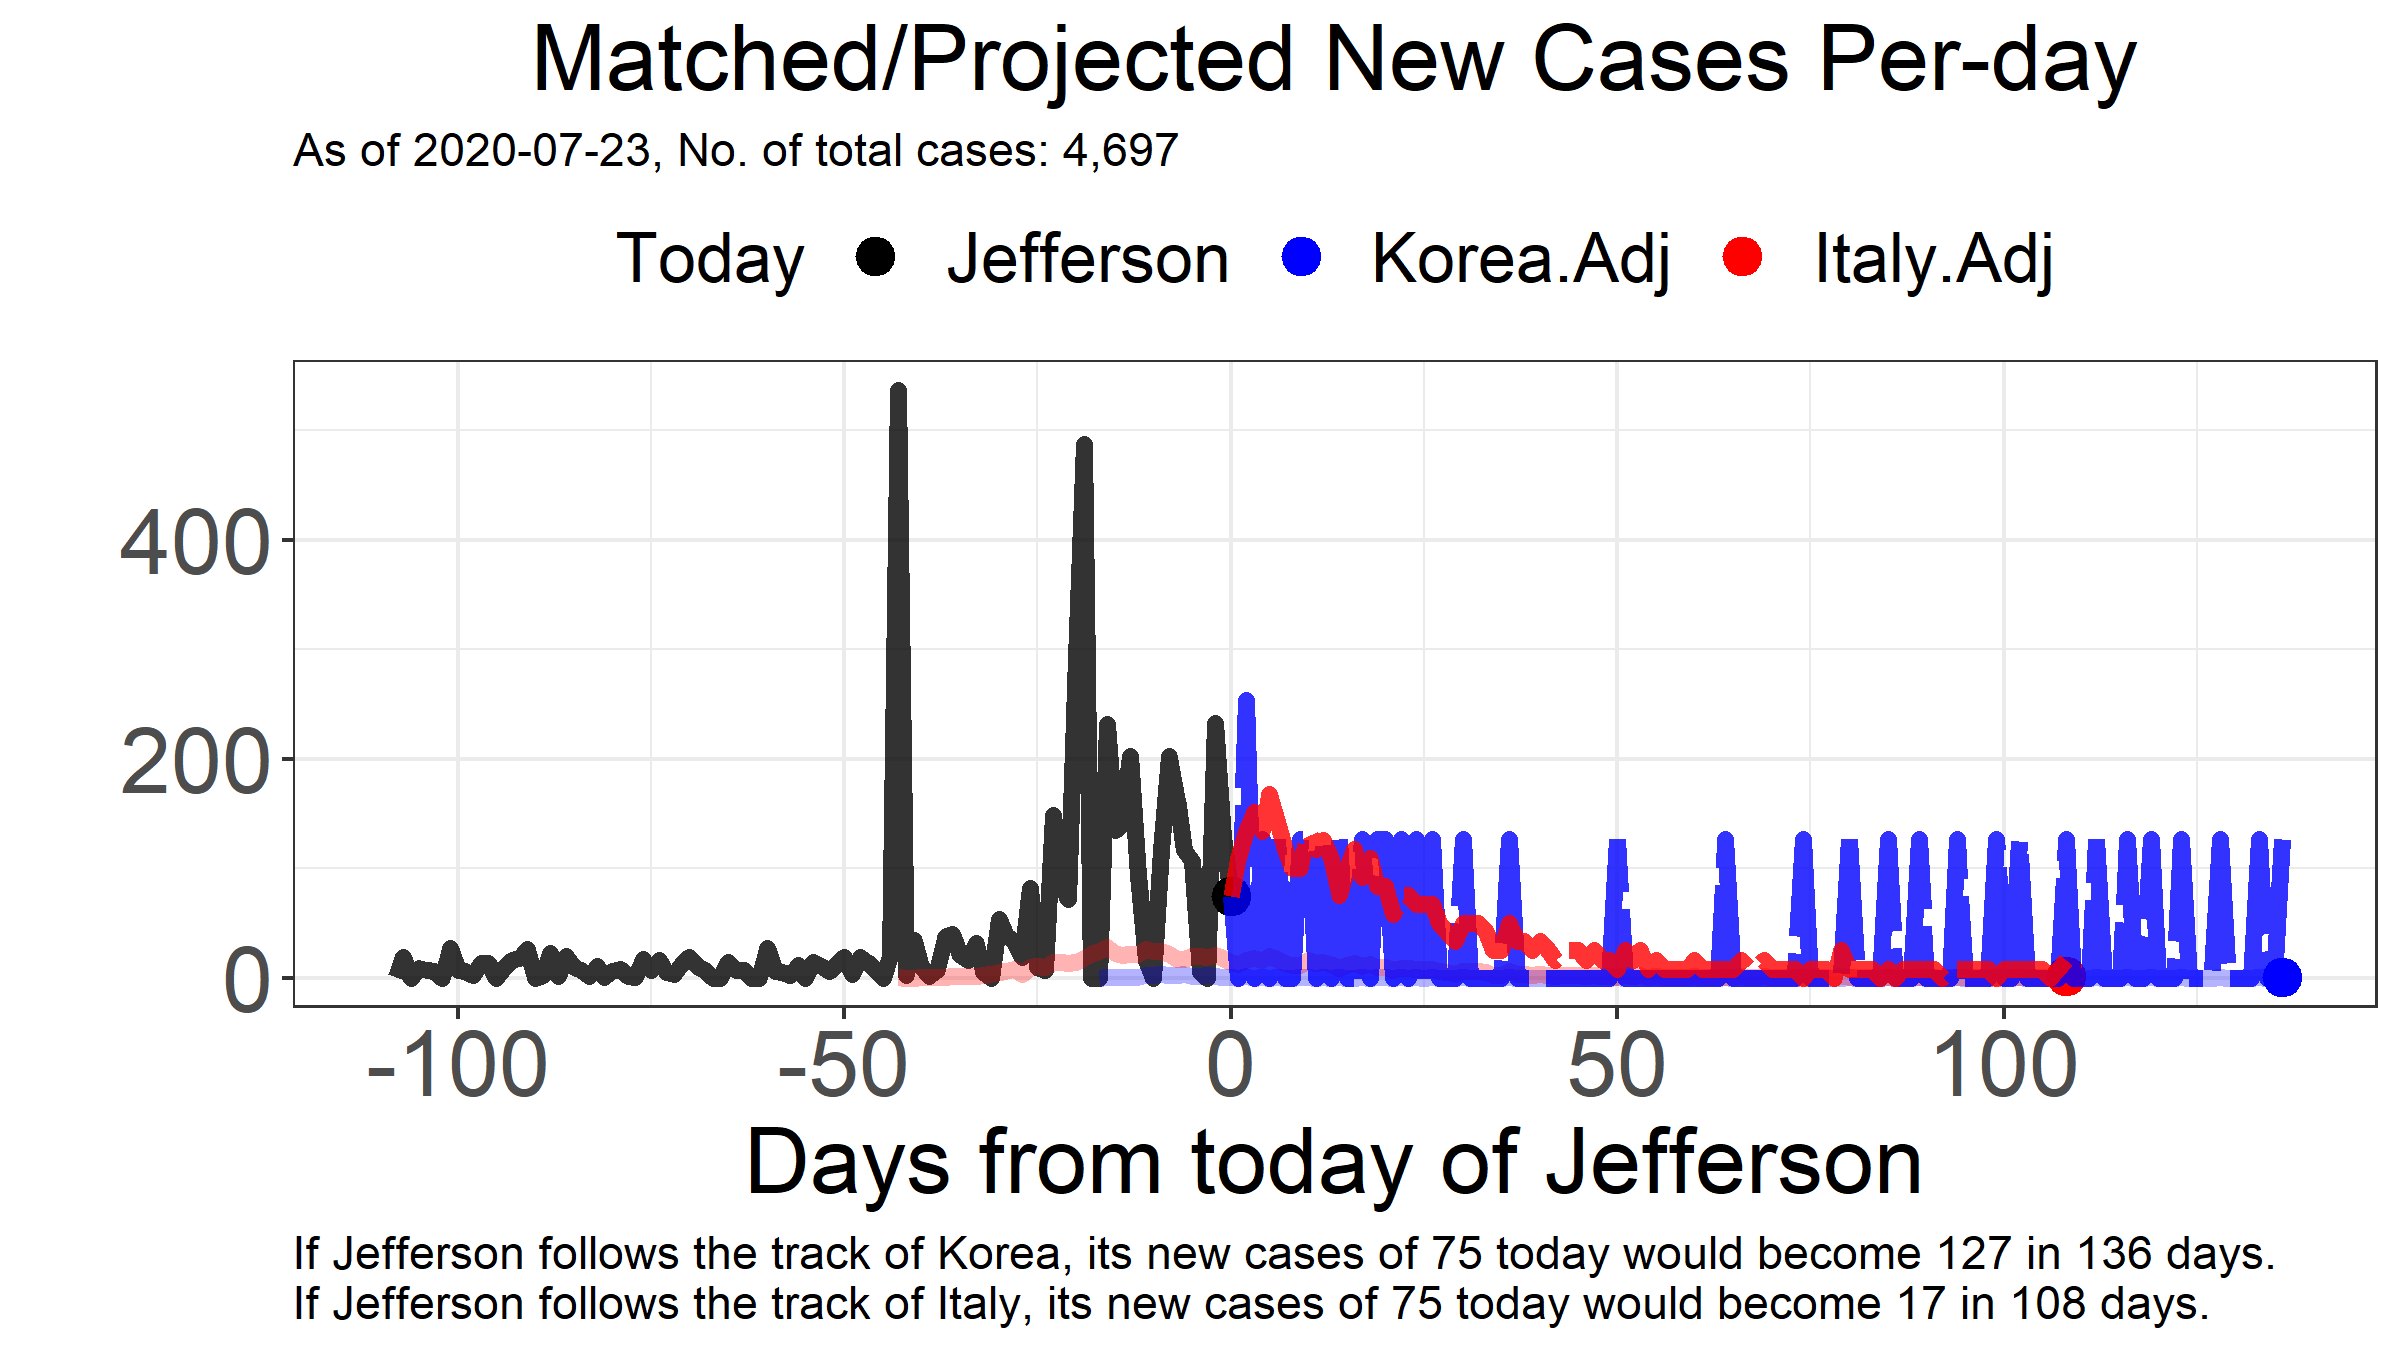 Matched/Projected New Cases Per-day
As of 2020-07-23, No. of total cases: 4,697
Today Jefferson Korea.Adj Italy.Adj
400
200
0
-100 -50 0 50 100
Days from today of Jefferson
If Jefferson follows the track of Korea, its new cases of 75 today would become 127 in 136 days.
If Jefferson follows the track of Italy, its new cases of 75 today would become 17 in 108 days.